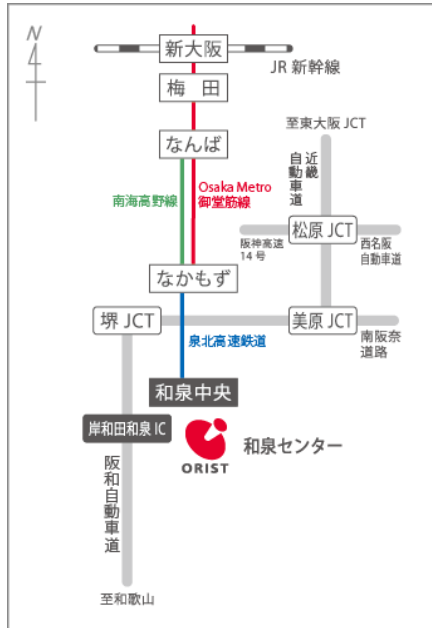 N
新大阪
JR 新幹線
梅 田
至東大阪 JCT
なんば
近畿
自動車道
南海高野線
Osaka Metro
御堂筋線
松原 JCT
阪神高速
14 号
西名阪
自動車道
なかもず
堺 JCT
美原 JCT
泉北高速鉄道
南阪奈
道路
和泉中央
岸和田和泉 IC
ORIST
和泉センター
阪和自動車道
至和歌山